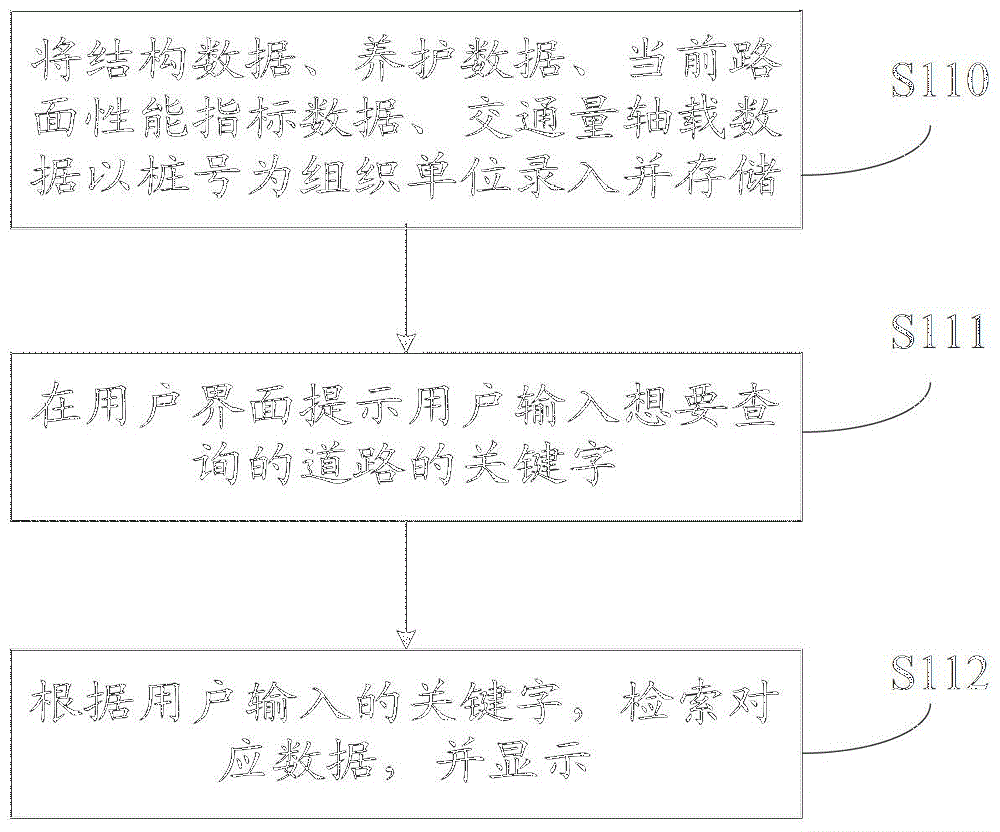 将结构数据、养护数据、当前路
面性能指标数据、交通量轴载数
据以桩号为组织单位录入并存储
S110
在用户界面提示用户输入想要查
询的道路的关键字
S111
根据用户输入的关键字，检索对
应数据，并显示
S112